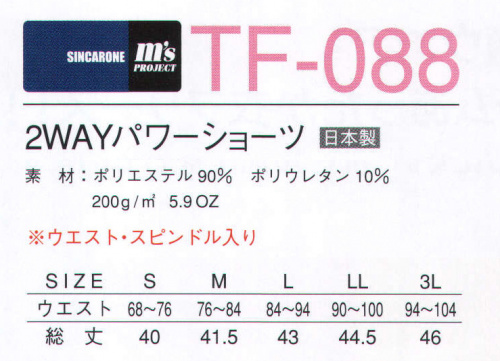 SINCARONE m's PROJECT TF-088
2WAYパワーショーツ 日本製
素 材：ポリエステル90% ポリウレタン10%
200g/㎡ 5.9OZ
※ウエスト・スピンドル入り
SIZE S M L LL 3L
ウエスト 68～76 76～84 84～94 90～100 94～104
総 丈 40 41.5 43 44.5 46